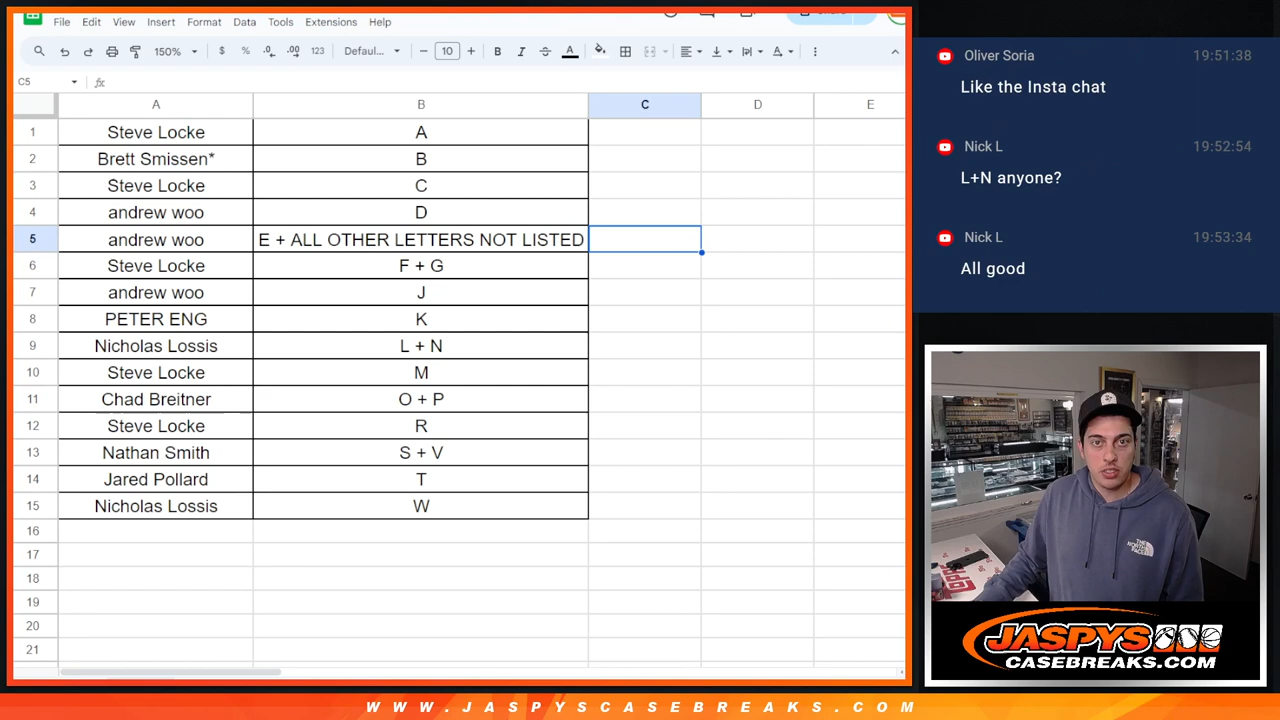 File Edit View Insert Format Data Tools Extensions Help
150% $ % .0 .00 123 Defaul... − 10 + B I S A
C5 fx
A B C D E
1 Steve Locke A
2 Brett Smissen* B
3 Steve Locke C
4 andrew woo D
5 andrew woo E + ALL OTHER LETTERS NOT LISTED
6 Steve Locke F + G
7 andrew woo J
8 PETER ENG K
9 Nicholas Lossis L + N
10 Steve Locke M
11 Chad Breitner O + P
12 Steve Locke R
13 Nathan Smith S + V
14 Jared Pollard T
15 Nicholas Lossis W
16
17
18
19
20
21
Oliver Soria 19:51:38
Like the Insta chat
Nick L 19:52:54
L+N anyone?
Nick L 19:53:34
All good
THE NORTH FACE
TOPPS
JASPYS
CASEBREAKS.COM
WWW.JASPYSCASEBREAKS.COM